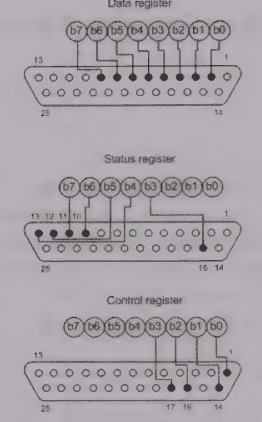 Data register
b7 b6 b5 b4 b3 b2 b1 b0
13 1
25 14
Status register
b7 b6 b5 b4 b3 b2 b1 b0
13 12 11 10 1
25 15 14
Control register
b7 b6 b5 b4 b3 b2 b1 b0
13 1
25 17 16 14